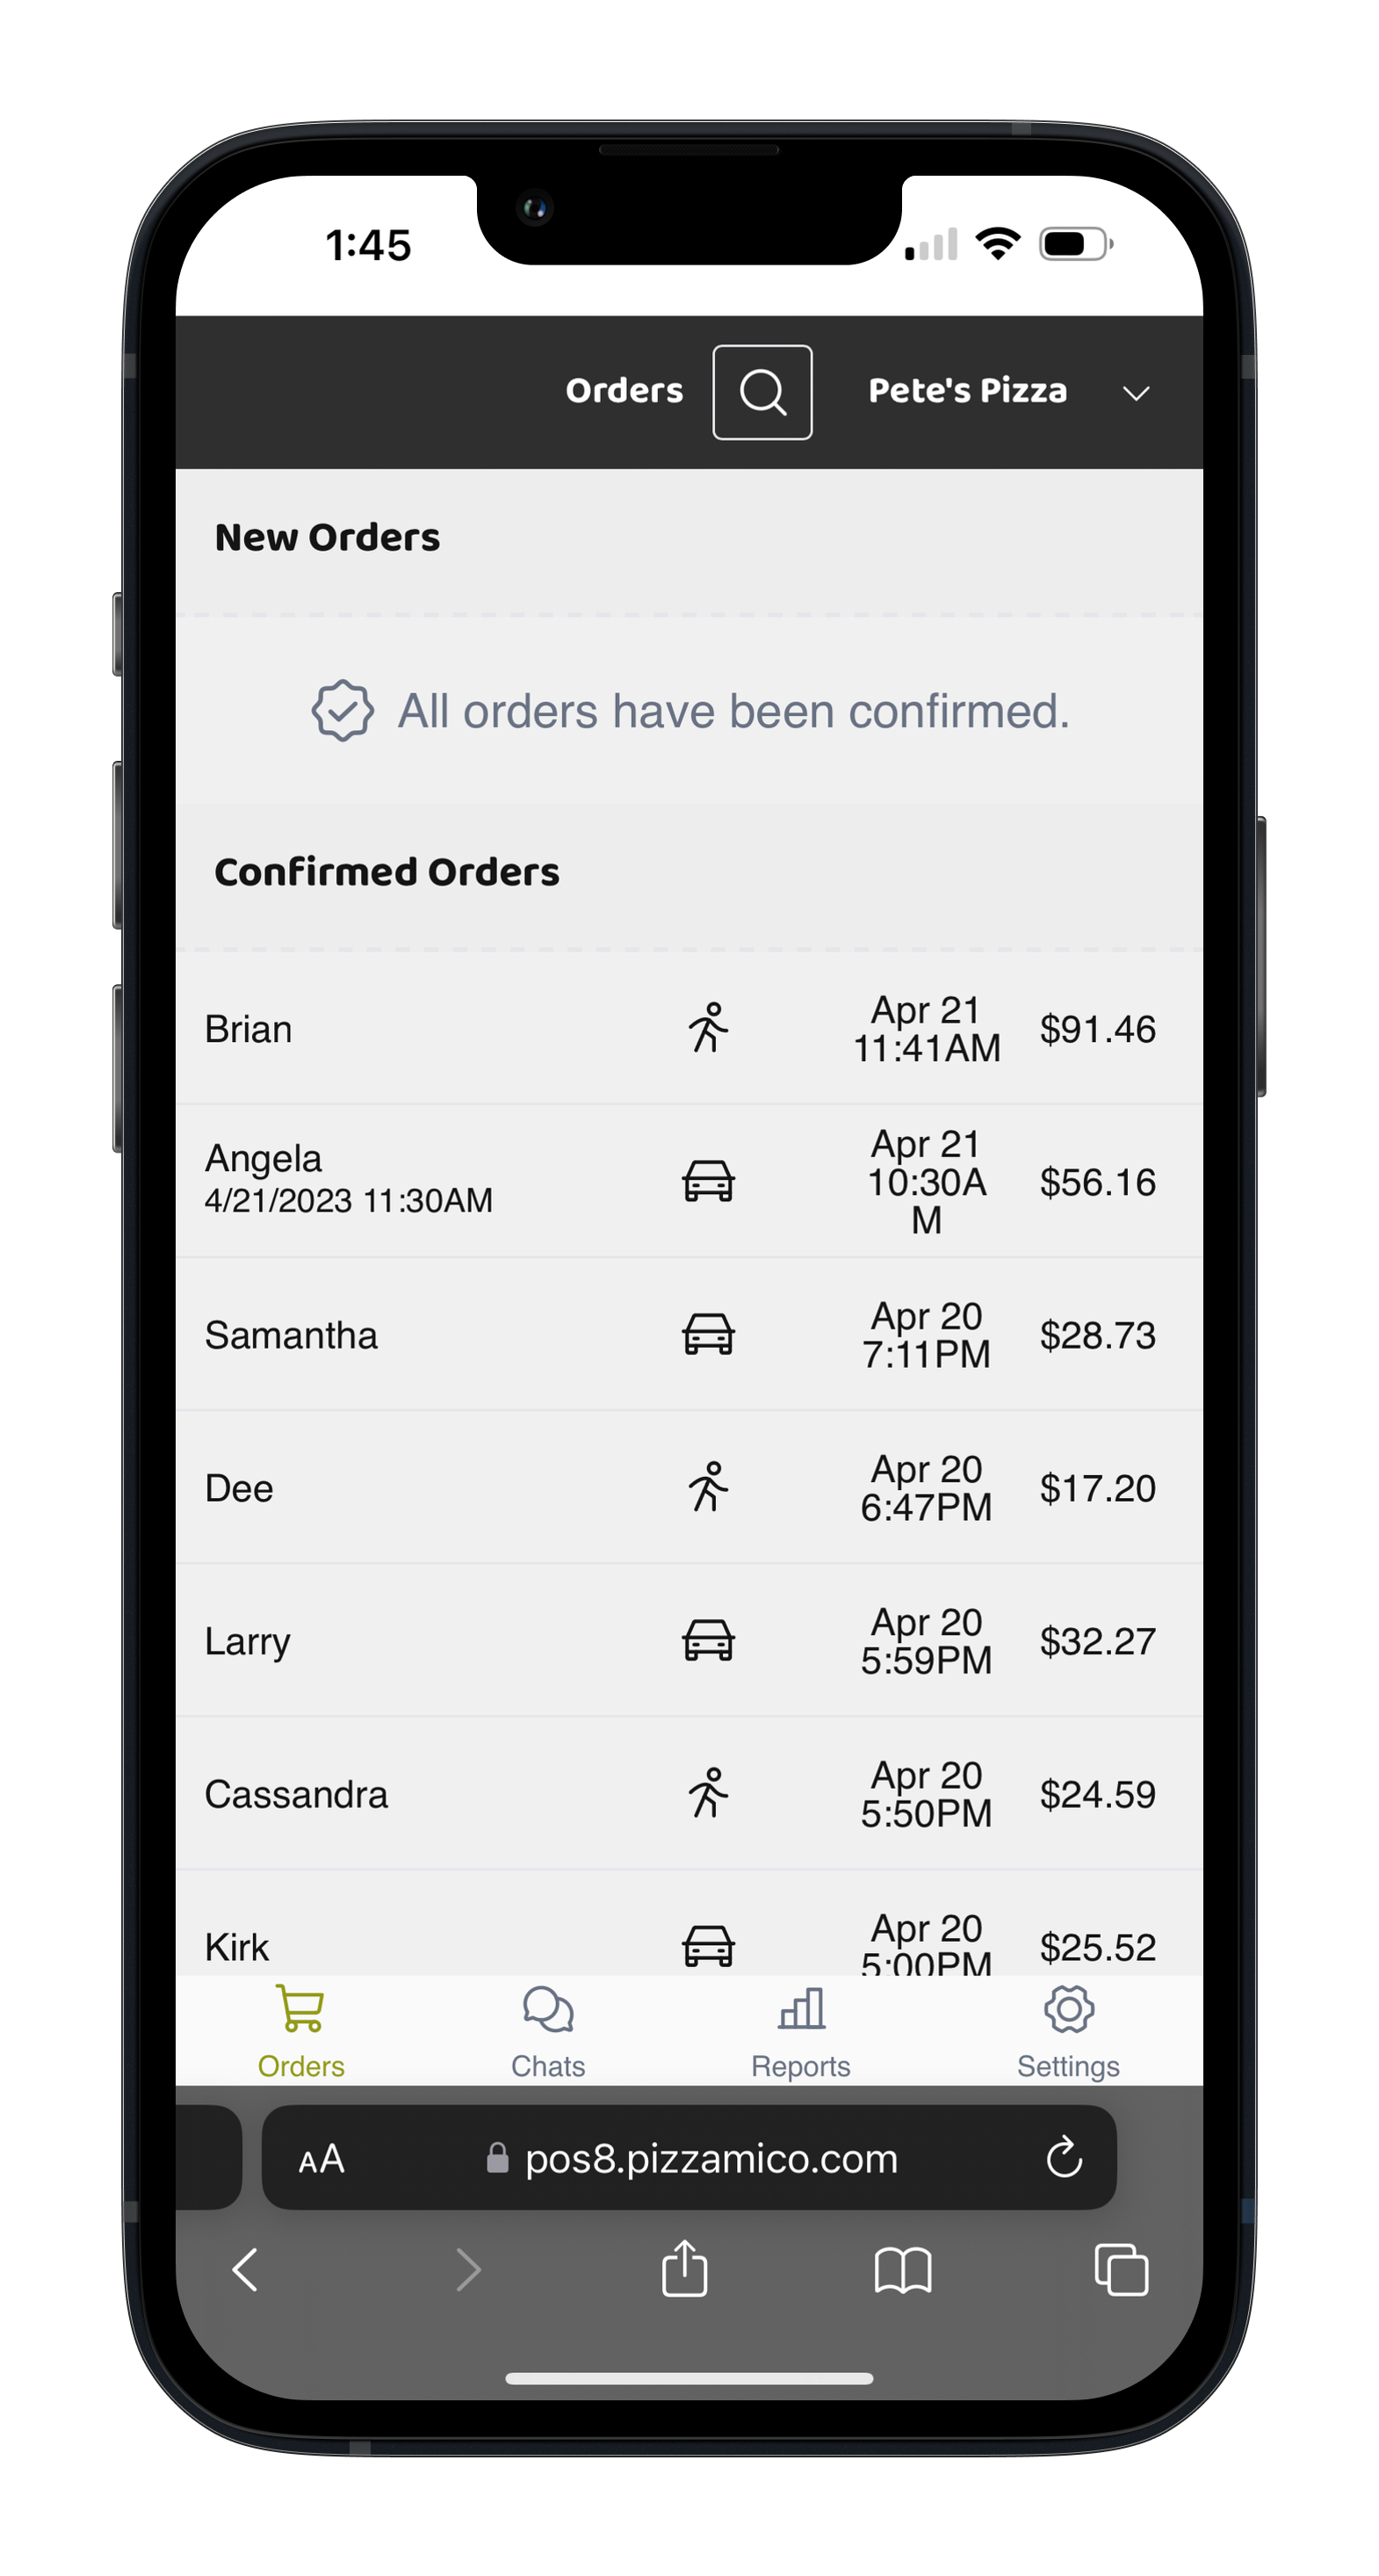 1:45
Orders
Pete's Pizza
New Orders
All orders have been confirmed.
Confirmed Orders
Brian
Apr 21
11:41AM
$91.46
Angela
4/21/2023 11:30AM
Apr 21
10:30A
M
$56.16
Samantha
Apr 20
7:11PM
$28.73
Dee
Apr 20
6:47PM
$17.20
Larry
Apr 20
5:59PM
$32.27
Cassandra
Apr 20
5:50PM
$24.59
Kirk
Apr 20
5:00PM
$25.52
Orders
Chats
Reports
Settings
AA
pos8.pizzamico.com